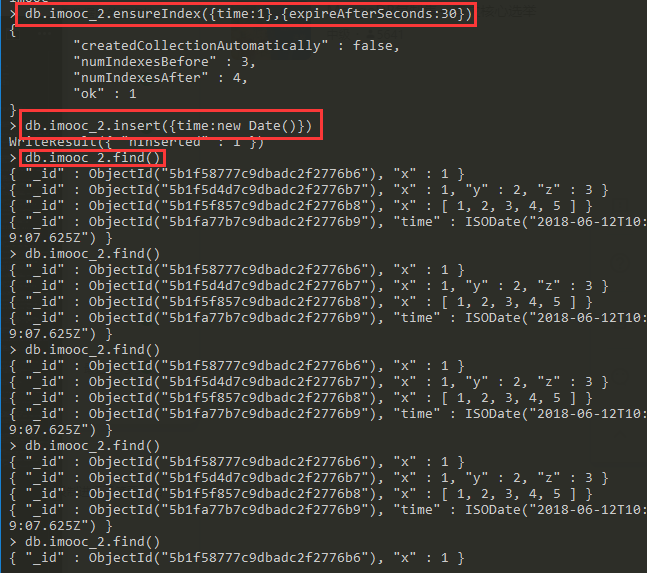 > db.imooc_2.ensureIndex({time:1},{expireAfterSeconds:30})
{
"createdCollectionAutomatically" : false,
"numIndexesBefore" : 3,
"numIndexesAfter" : 4,
"ok" : 1
}
> db.imooc_2.insert({time:new Date()})
WriteResult({ "nInserted" : 1 })
> db.imooc_2.find()
{ "_id" : ObjectId("5b1f58777c9dbadc2f2776b6"), "x" : 1 }
{ "_id" : ObjectId("5b1f5d4d7c9dbadc2f2776b7"), "x" : 1, "y" : 2, "z" : 3 }
{ "_id" : ObjectId("5b1f5f857c9dbadc2f2776b8"), "x" : [ 1, 2, 3, 4, 5 ] }
{ "_id" : ObjectId("5b1fa77b7c9dbadc2f2776b9"), "time" : ISODate("2018-06-12T10:
9:07.625Z") }
> db.imooc_2.find()
{ "_id" : ObjectId("5b1f58777c9dbadc2f2776b6"), "x" : 1 }
{ "_id" : ObjectId("5b1f5d4d7c9dbadc2f2776b7"), "x" : 1, "y" : 2, "z" : 3 }
{ "_id" : ObjectId("5b1f5f857c9dbadc2f2776b8"), "x" : [ 1, 2, 3, 4, 5 ] }
{ "_id" : ObjectId("5b1fa77b7c9dbadc2f2776b9"), "time" : ISODate("2018-06-12T10:
9:07.625Z") }
> db.imooc_2.find()
{ "_id" : ObjectId("5b1f58777c9dbadc2f2776b6"), "x" : 1 }
{ "_id" : ObjectId("5b1f5d4d7c9dbadc2f2776b7"), "x" : 1, "y" : 2, "z" : 3 }
{ "_id" : ObjectId("5b1f5f857c9dbadc2f2776b8"), "x" : [ 1, 2, 3, 4, 5 ] }
{ "_id" : ObjectId("5b1fa77b7c9dbadc2f2776b9"), "time" : ISODate("2018-06-12T10:
9:07.625Z") }
> db.imooc_2.find()
{ "_id" : ObjectId("5b1f58777c9dbadc2f2776b6"), "x" : 1 }
{ "_id" : ObjectId("5b1f5d4d7c9dbadc2f2776b7"), "x" : 1, "y" : 2, "z" : 3 }
{ "_id" : ObjectId("5b1f5f857c9dbadc2f2776b8"), "x" : [ 1, 2, 3, 4, 5 ] }
{ "_id" : ObjectId("5b1fa77b7c9dbadc2f2776b9"), "time" : ISODate("2018-06-12T10:
9:07.625Z") }
> db.imooc_2.find()
{ "_id" : ObjectId("5b1f58777c9dbadc2f2776b6"), "x" : 1 }